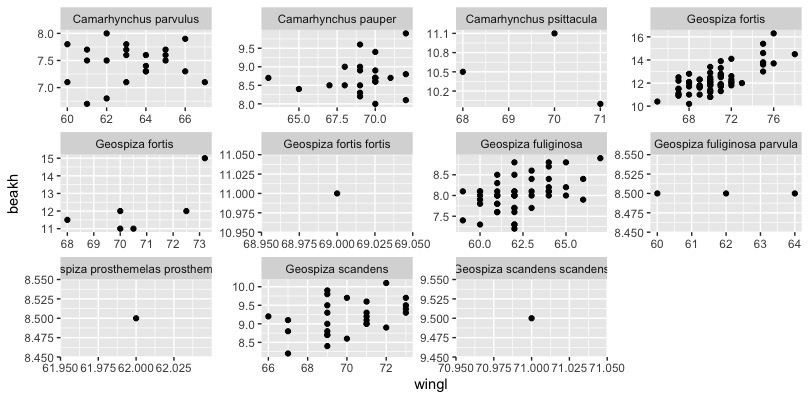 Camarhynchus parvulus
Camarhynchus pauper
Camarhynchus psittacula
Geospiza fortis
8.0
7.5
7.0
60 62 64 66
9.5
9.0
8.5
8.0
65.0 67.5 70.0
11.1
10.8
10.5
10.2
68 69 70 71
16
14
12
10
68 72 76
Geospiza fortis
Geospiza fortis fortis
Geospiza fuliginosa
Geospiza fuliginosa parvula
15
14
13
12
11
68 69 70 71 72 73
11.050
11.025
11.000
10.975
10.950
68.950 68.975 69.000 69.025 69.050
8.5
8.0
7.5
60.0 62.5 65.0
8.550
8.525
8.500
8.475
8.450
60 61 62 63 64
spiza prosthemelas prosthem
Geospiza scandens
Geospiza scandens scandens
8.550
8.525
8.500
8.475
8.450
61.950 61.975 62.000 62.025
10.0
9.5
9.0
8.5
66 68 70 72
9.550
9.525
9.500
9.475
9.450
70.950 70.975 71.000 71.025 71.050
beakh
wingl